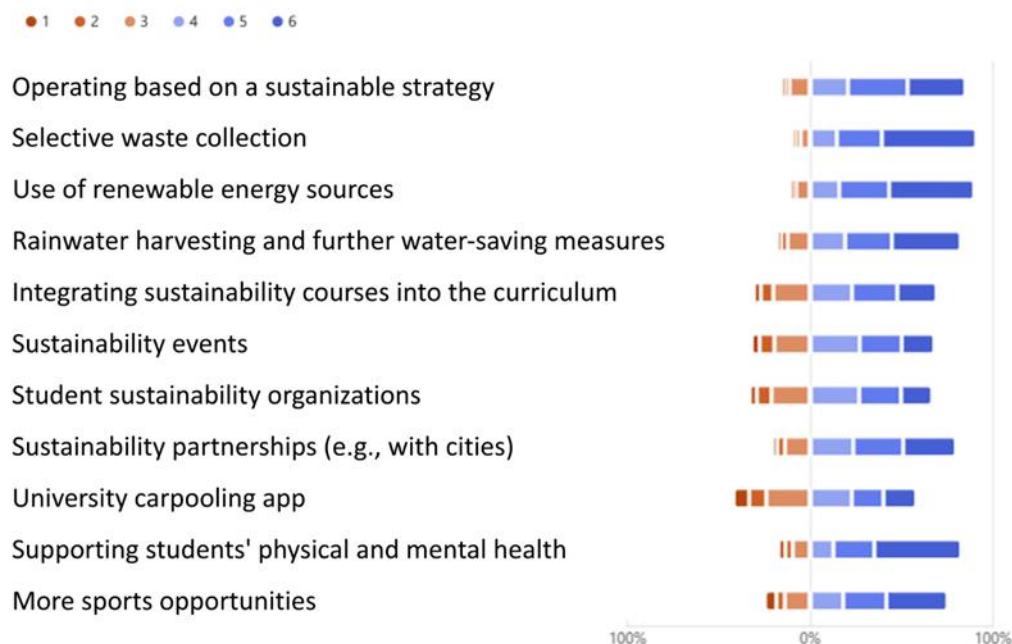 1 2 3 4 5 6
Operating based on a sustainable strategy
Selective waste collection
Use of renewable energy sources
Rainwater harvesting and further water-saving measures
Integrating sustainability courses into the curriculum
Sustainability events
Student sustainability organizations
Sustainability partnerships (e.g., with cities)
University carpooling app
Supporting students' physical and mental health
More sports opportunities
100% 0% 100%